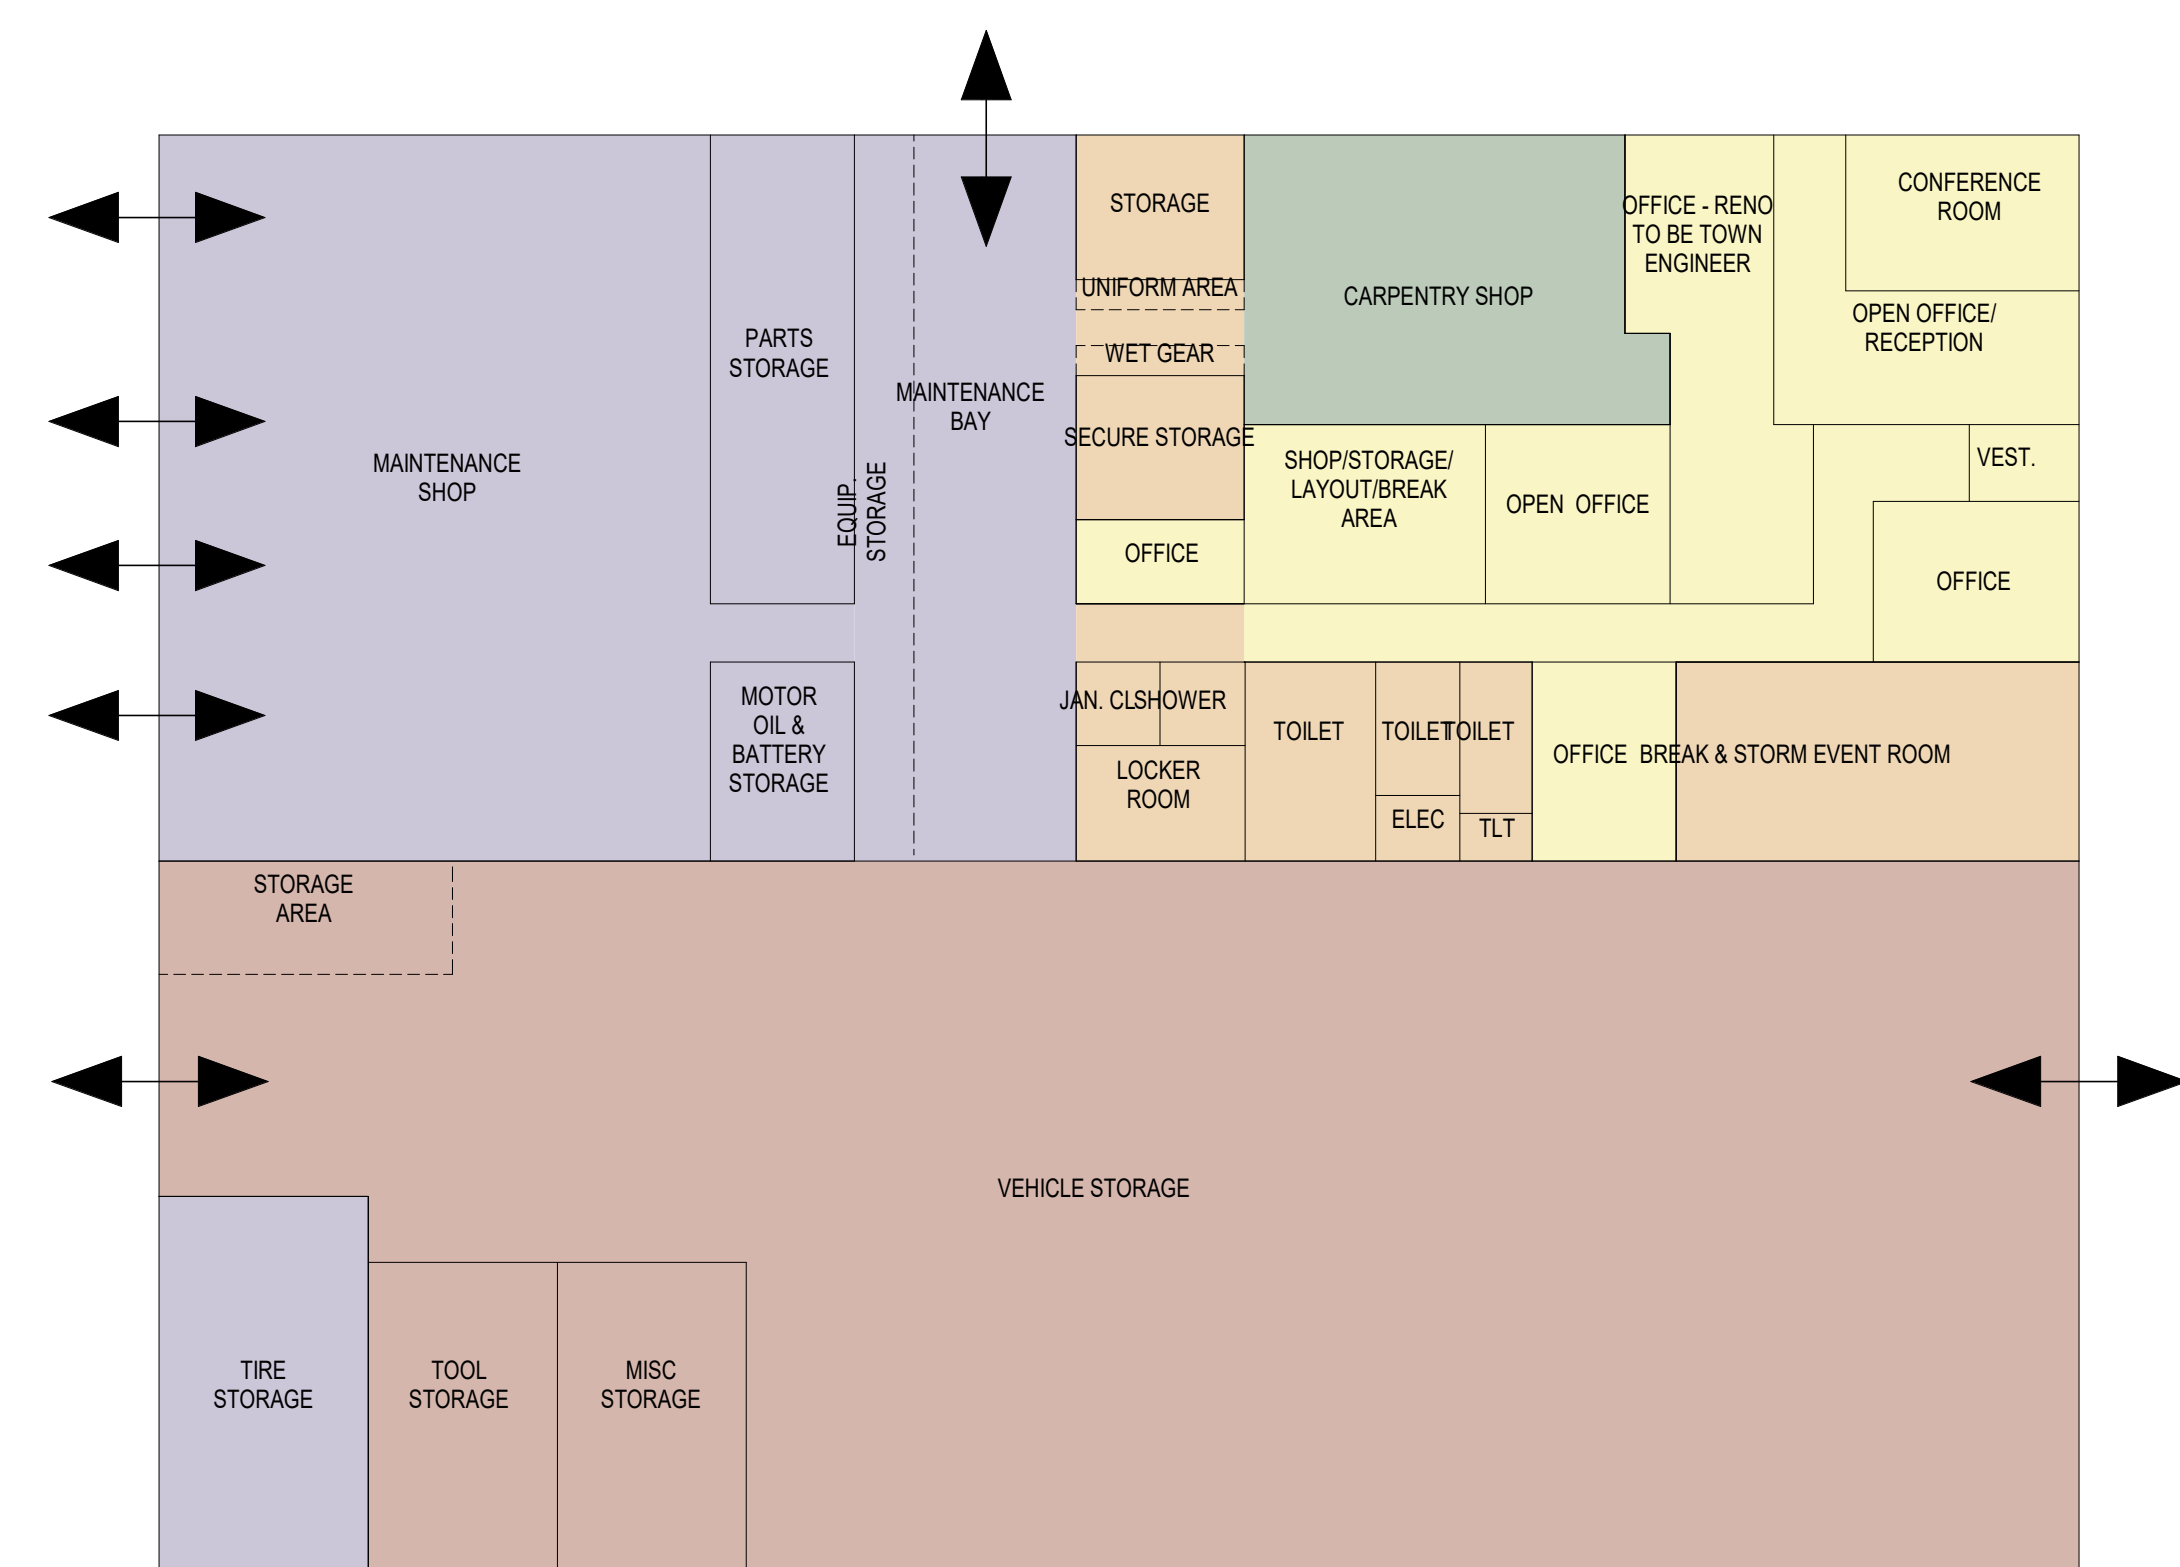 STORAGE
CONFERENCE
ROOM
OFFICE - RENO
TO BE TOWN
ENGINEER
UNIFORM AREA
CARPENTRY SHOP
OPEN OFFICE/
RECEPTION
PARTS
STORAGE
WET GEAR
MAINTENANCE
BAY
SECURE STORAGE
MAINTENANCE
SHOP
EQUIP.
STORAGE
SHOP/STORAGE/
LAYOUT/BREAK
AREA
OPEN OFFICE
VEST.
OFFICE
OFFICE
MOTOR
OIL &
BATTERY
STORAGE
JAN. CL
SHOWER
TOILET
TOILET
TOILET
OFFICE
BREAK & STORM EVENT ROOM
LOCKER
ROOM
ELEC
TLT
STORAGE
AREA
VEHICLE STORAGE
TIRE
STORAGE
TOOL
STORAGE
MISC
STORAGE